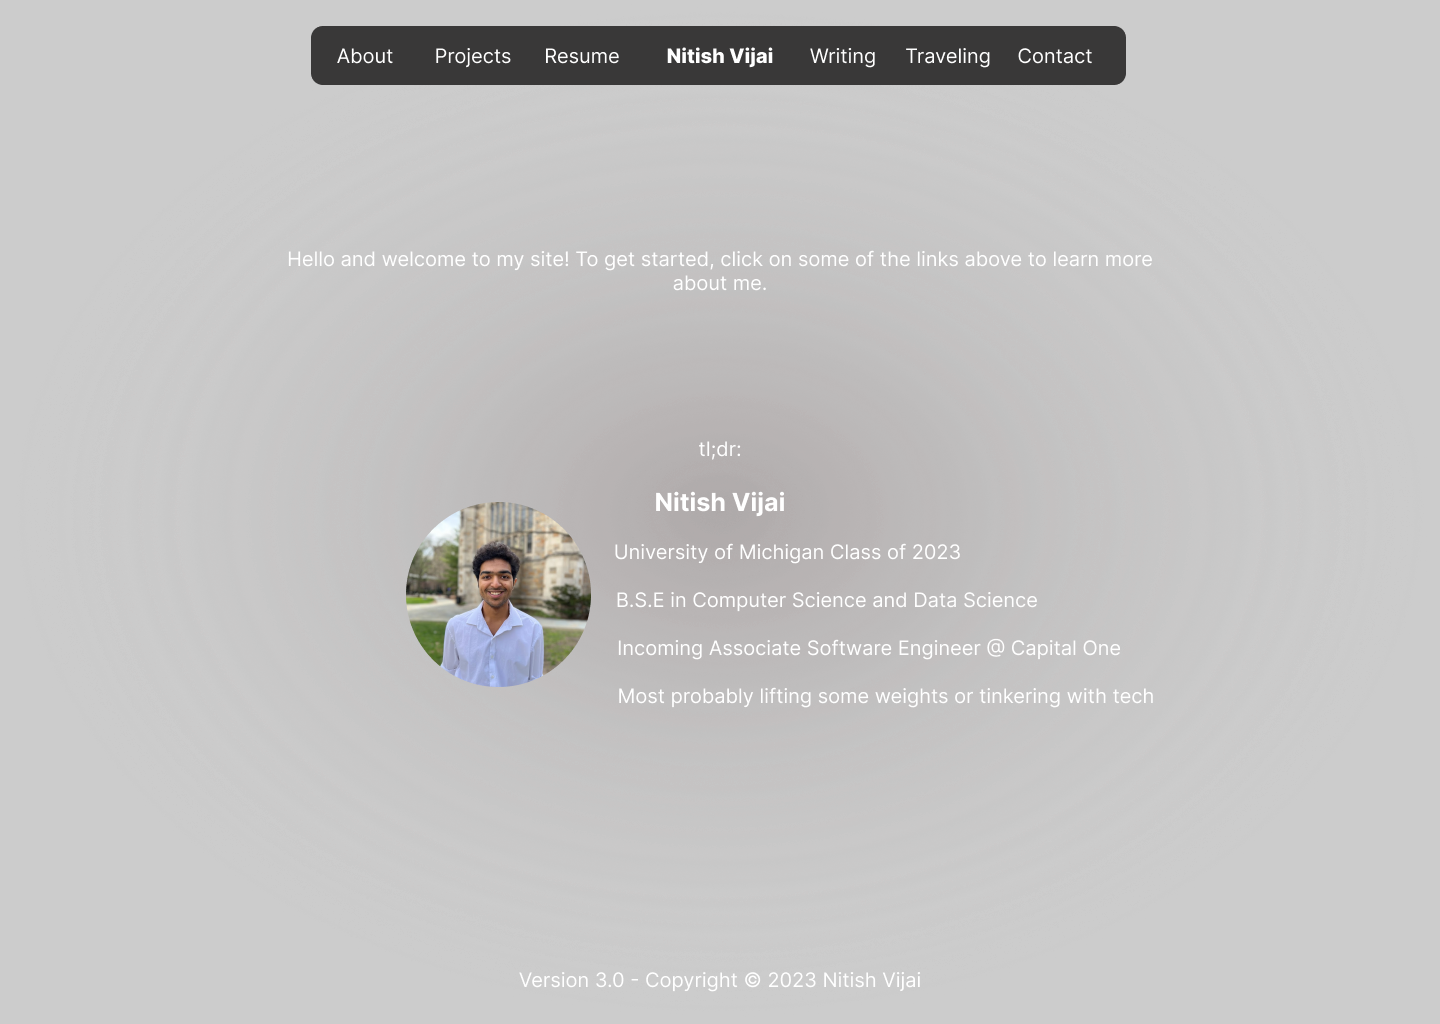 About Projects Resume Nitish Vijai Writing Traveling Contact
Hello and welcome to my site! To get started, click on some of the links above to learn more
about me.
tl;dr:
Nitish Vijai
University of Michigan Class of 2023
B.S.E in Computer Science and Data Science
Incoming Associate Software Engineer @ Capital One
Most probably lifting some weights or tinkering with tech
Version 3.0 - Copyright © 2023 Nitish Vijai